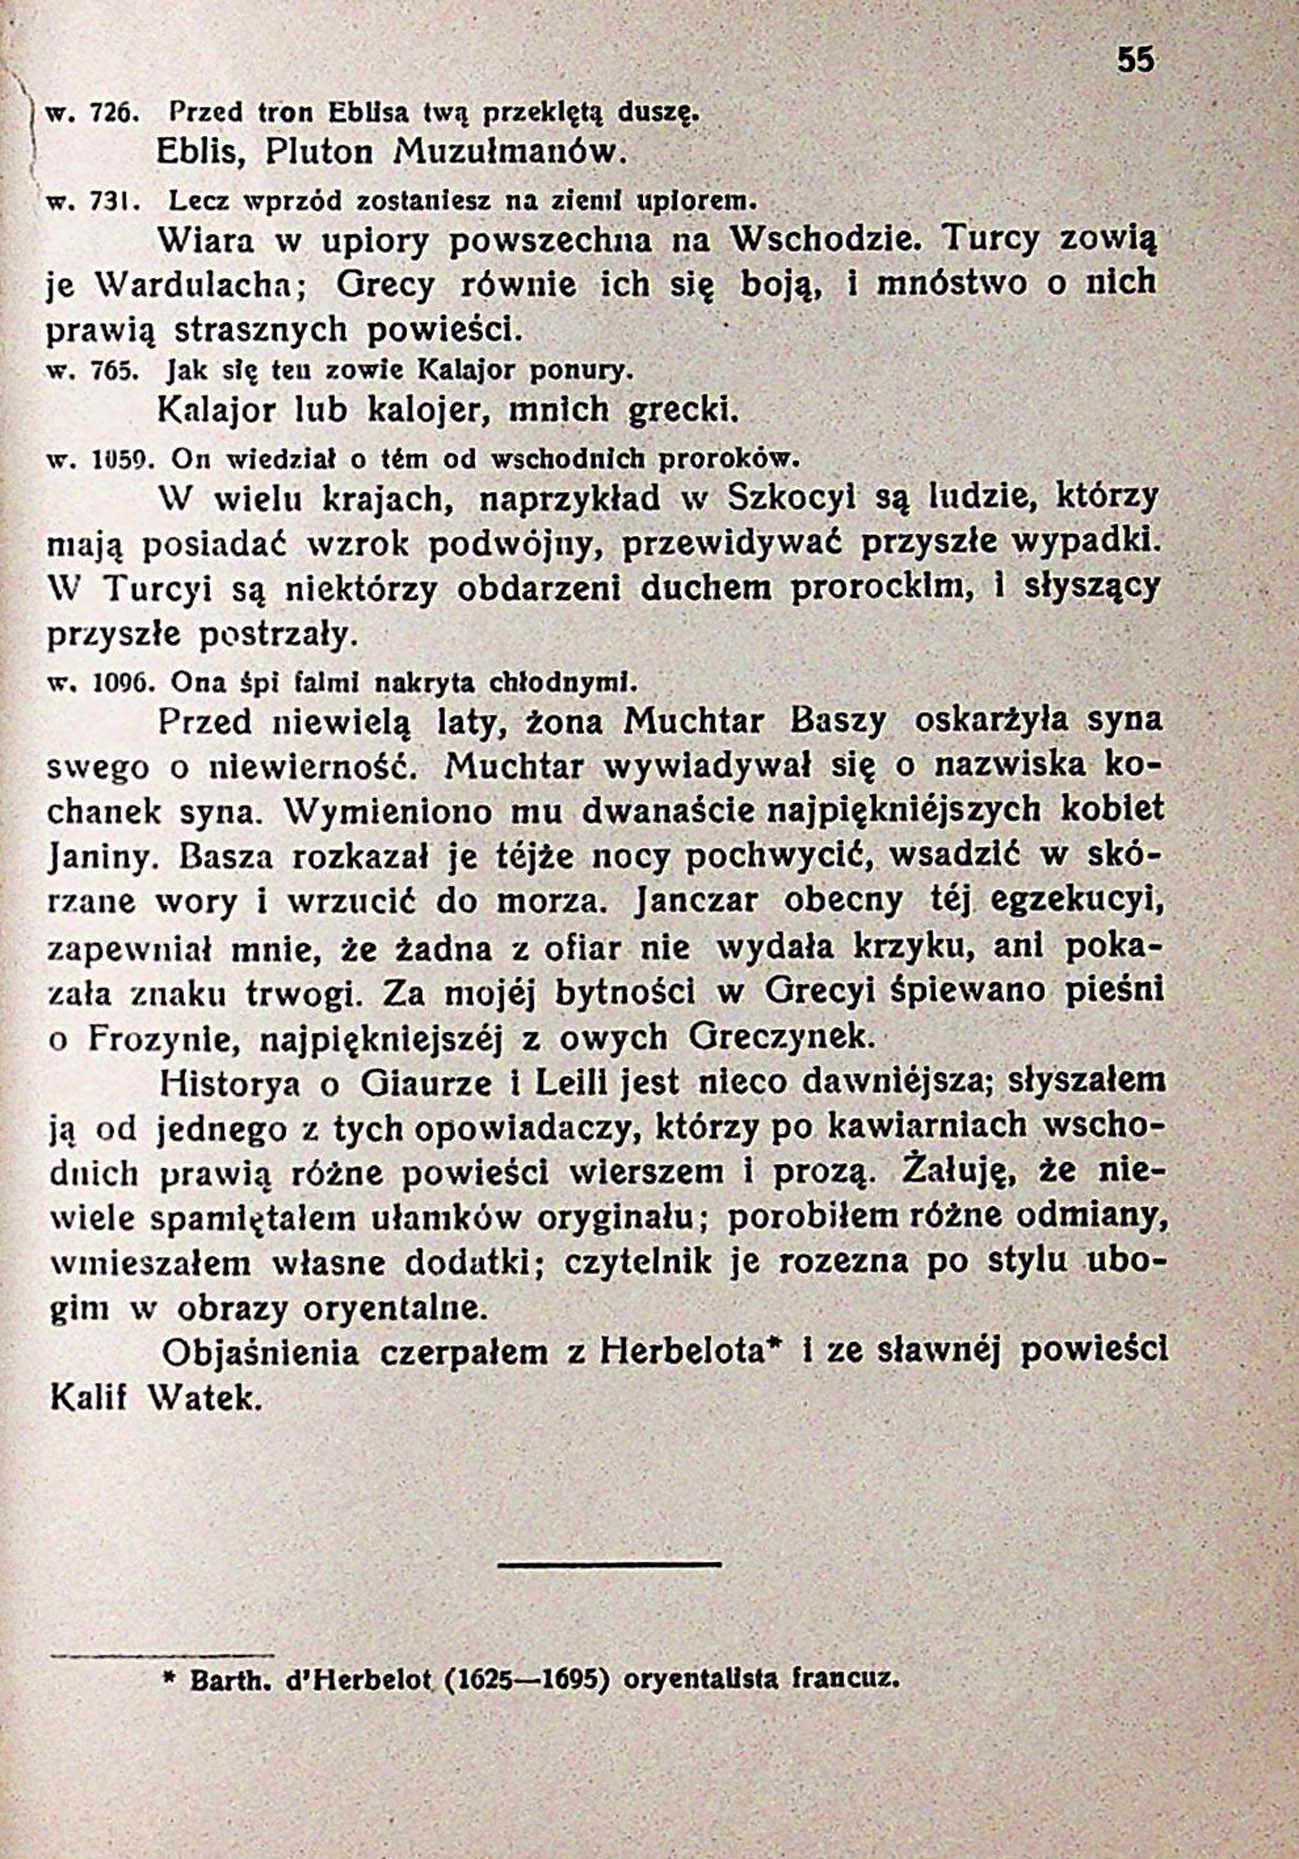 55
w. 726. Przed tron Eblisa twą przeklętą duszę.
Eblis, Pluton Muzułmanów.
w. 731. Lecz wprzód zostaniesz na ziemi upiorem.
Wiara w upiory powszechna na Wschodzie. Turcy zowią
je Wardulacha; Grecy równie ich się boją, i mnóstwo o nich
prawią strasznych powieści.
w. 765. Jak się ten zowie Kalajor ponury.
Kalajor lub kalojer, mnich grecki.
w. 1059. On wiedział o tém od wschodnich proroków.
W wielu krajach, naprzykład w Szkocyi są ludzie, którzy
mają posiadać wzrok podwójny, przewidywać przyszłe wypadki.
W Turcyi są niektórzy obdarzeni duchem prorockim, i słyszący
przyszłe postrzały.
w. 1096. Ona śpi falmi nakryta chłodnymi.
Przed niewielą laty, żona Muchtar Baszy oskarżyła syna
swego o niewierność. Muchtar wywiadywał się o nazwiska ko-
chanek syna. Wymieniono mu dwanaście najpiękniéjszych kobiet
Janiny. Basza rozkazał je téjże nocy pochwycić, wsadzić w skó-
rzane wory i wrzucić do morza. Janczar obecny téj egzekucyi,
zapewniał mnie, że żadna z ofiar nie wydała krzyku, ani poka-
zała znaku trwogi. Za mojéj bytności w Grecyi śpiewano pieśni
o Frozynie, najpiękniejszéj z owych Greczynek.
Historya o Giaurze i Leili jest nieco dawniéjsza; słyszałem
ją od jednego z tych opowiadaczy, którzy po kawiarniach wscho-
dnich prawią różne powieści wierszem i prozą. Żałuję, że nie-
wiele spamiętałem ułamków oryginału; porobiłem różne odmiany,
wmieszałem własne dodatki; czytelnik je rozezna po stylu ubo-
gim w obrazy oryentalne.
Objaśnienia czerpałem z Herbelota* i ze sławnéj powieści
Kalif Watek.
* Barth. d'Herbelot (1625—1695) oryentalista francuz.